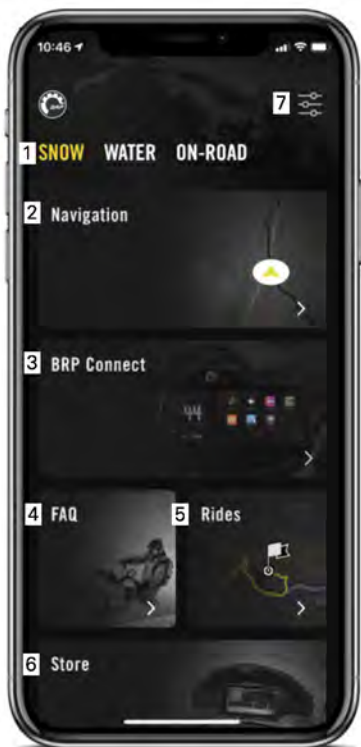 10:46
7
1 SNOW WATER ON-ROAD
2 Navigation
3 BRP Connect
44
4 FAQ
5 Rides
6 Store